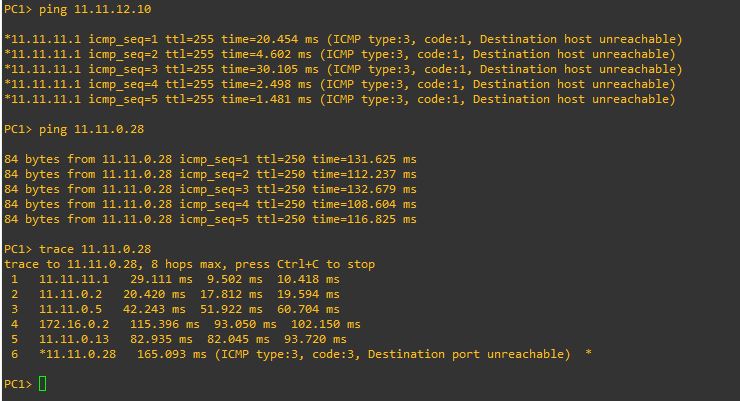 PC1> ping 11.11.12.10
*11.11.11.1 icmp_seq=1 ttl=255 time=20.454 ms (ICMP type:3, code:1, Destination host unreachable)
*11.11.11.1 icmp_seq=2 ttl=255 time=4.602 ms (ICMP type:3, code:1, Destination host unreachable)
*11.11.11.1 icmp_seq=3 ttl=255 time=30.105 ms (ICMP type:3, code:1, Destination host unreachable)
*11.11.11.1 icmp_seq=4 ttl=255 time=2.498 ms (ICMP type:3, code:1, Destination host unreachable)
*11.11.11.1 icmp_seq=5 ttl=255 time=1.481 ms (ICMP type:3, code:1, Destination host unreachable)
PC1> ping 11.11.0.28
84 bytes from 11.11.0.28 icmp_seq=1 ttl=250 time=131.625 ms
84 bytes from 11.11.0.28 icmp_seq=2 ttl=250 time=112.237 ms
84 bytes from 11.11.0.28 icmp_seq=3 ttl=250 time=132.679 ms
84 bytes from 11.11.0.28 icmp_seq=4 ttl=250 time=108.604 ms
84 bytes from 11.11.0.28 icmp_seq=5 ttl=250 time=116.825 ms
PC1> trace 11.11.0.28
trace to 11.11.0.28, 8 hops max, press Ctrl+C to stop
1 11.11.11.1 29.111 ms 9.502 ms 10.418 ms
2 11.11.0.2 20.420 ms 17.812 ms 19.594 ms
3 11.11.0.5 42.243 ms 51.922 ms 60.704 ms
4 172.16.0.2 115.396 ms 93.050 ms 102.150 ms
5 11.11.0.13 82.935 ms 82.045 ms 93.720 ms
6 *11.11.0.28 165.093 ms (ICMP type:3, code:3, Destination port unreachable) *
PC1>